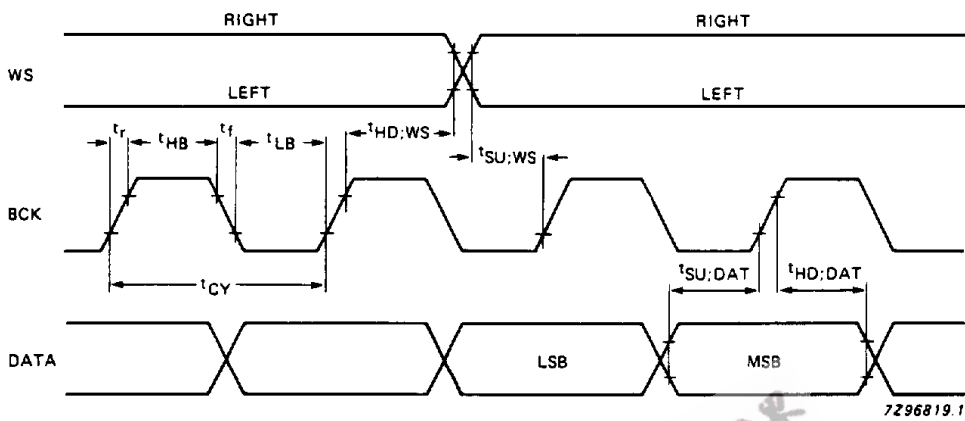 RIGHT RIGHT
WS
LEFT LEFT
tr tHB tf tLB tHD;WS
tSU;WS
BCK
tSU;DAT tHD;DAT
tCY
DATA LSB MSB
7Z96819.1